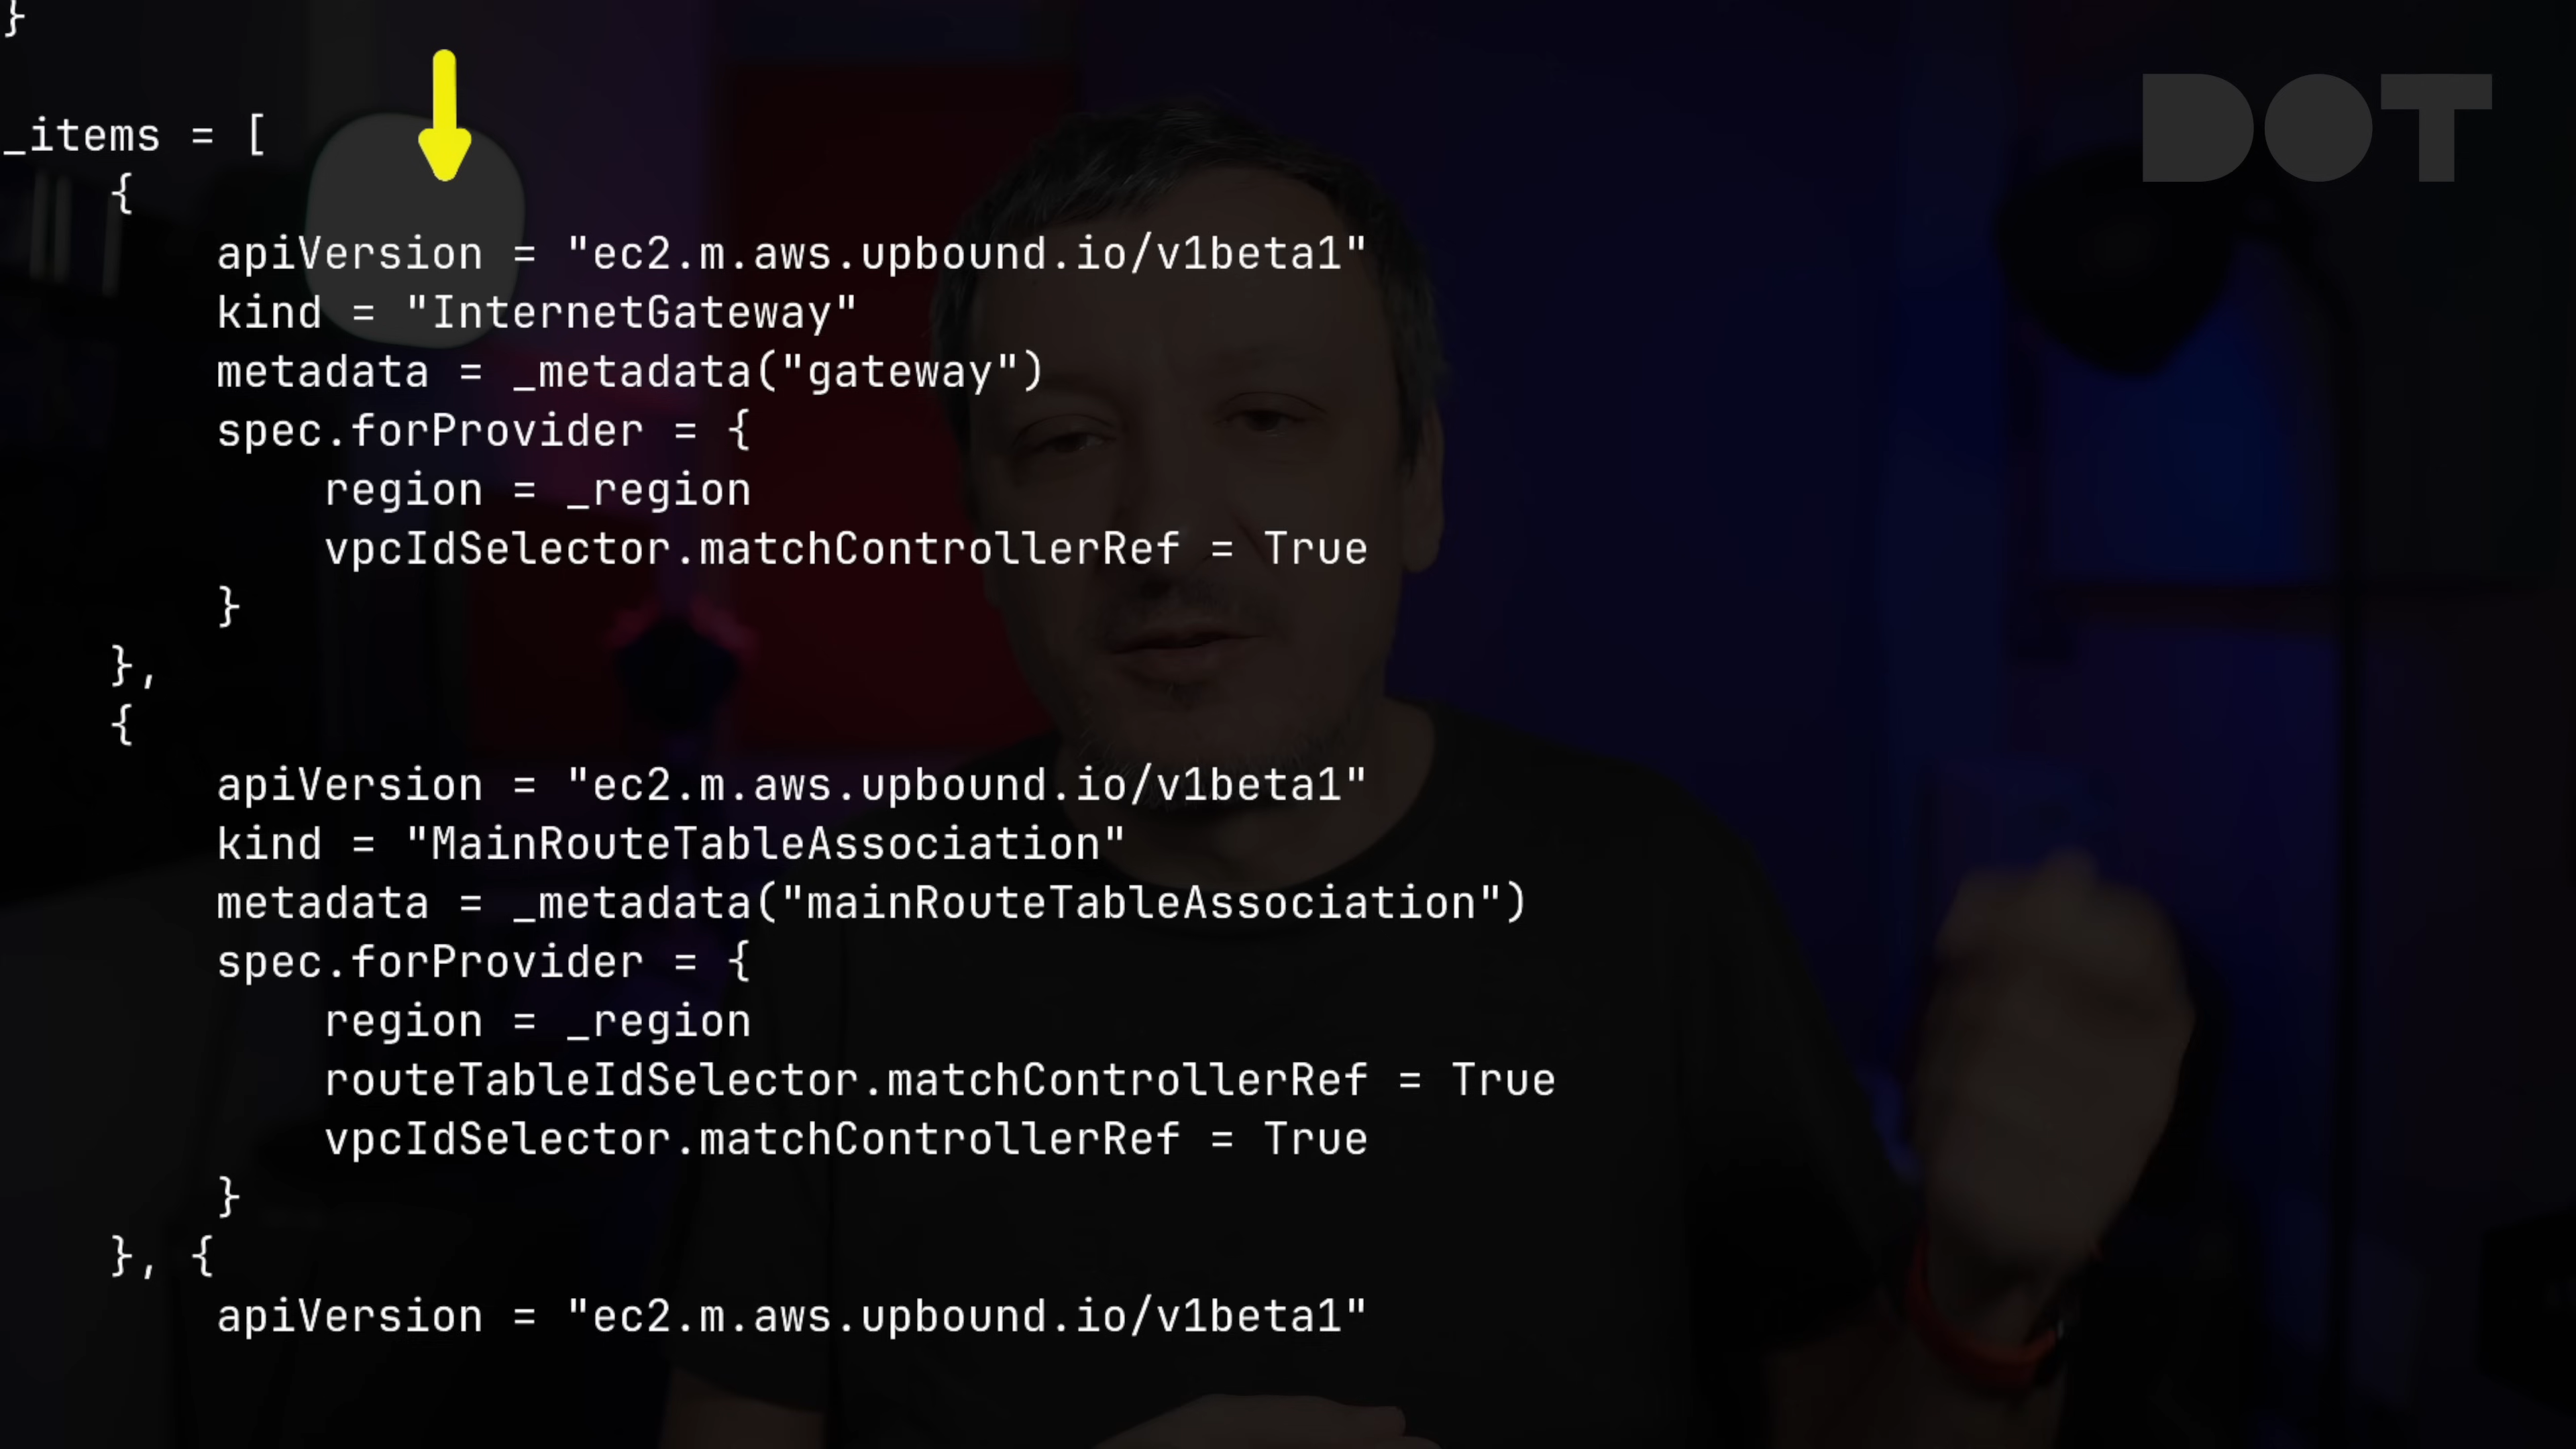 }
DOT
_items = [
    {
        apiVersion = "ec2.m.aws.upbound.io/v1beta1"
        kind = "InternetGateway"
        metadata = _metadata("gateway")
        spec.forProvider = {
            region = _region
            vpcIdSelector.matchControllerRef = True
        }
    },
    {
        apiVersion = "ec2.m.aws.upbound.io/v1beta1"
        kind = "MainRouteTableAssociation"
        metadata = _metadata("mainRouteTableAssociation")
        spec.forProvider = {
            region = _region
            routeTableIdSelector.matchControllerRef = True
            vpcIdSelector.matchControllerRef = True
        }
    }, {
        apiVersion = "ec2.m.aws.upbound.io/v1beta1"